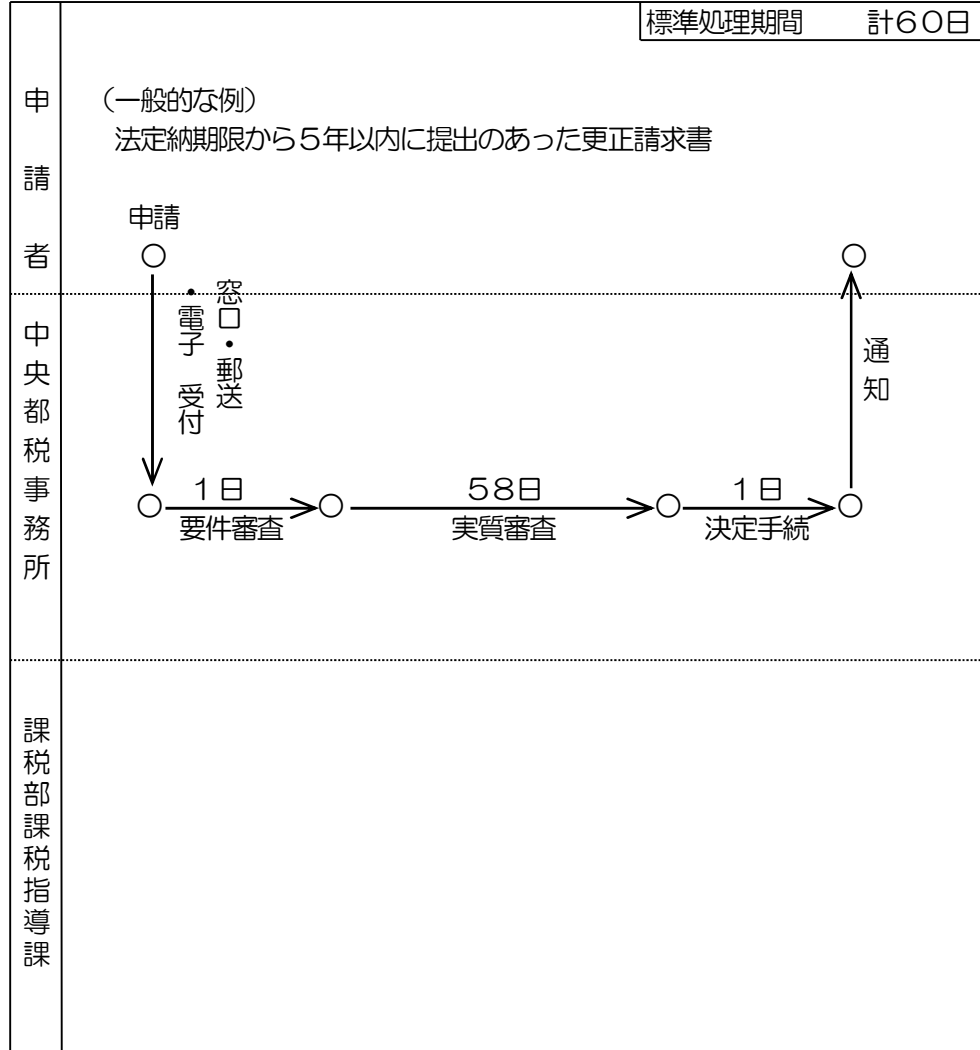 標準処理期間　計60日
申請者
（一般的な例）
法定納期限から5年以内に提出のあった更正請求書
申請
窓口・郵送
・電子 受付
中央都税事務所
通知
1日
要件審査
58日
実質審査
1日
決定手続
課税部課税指導課